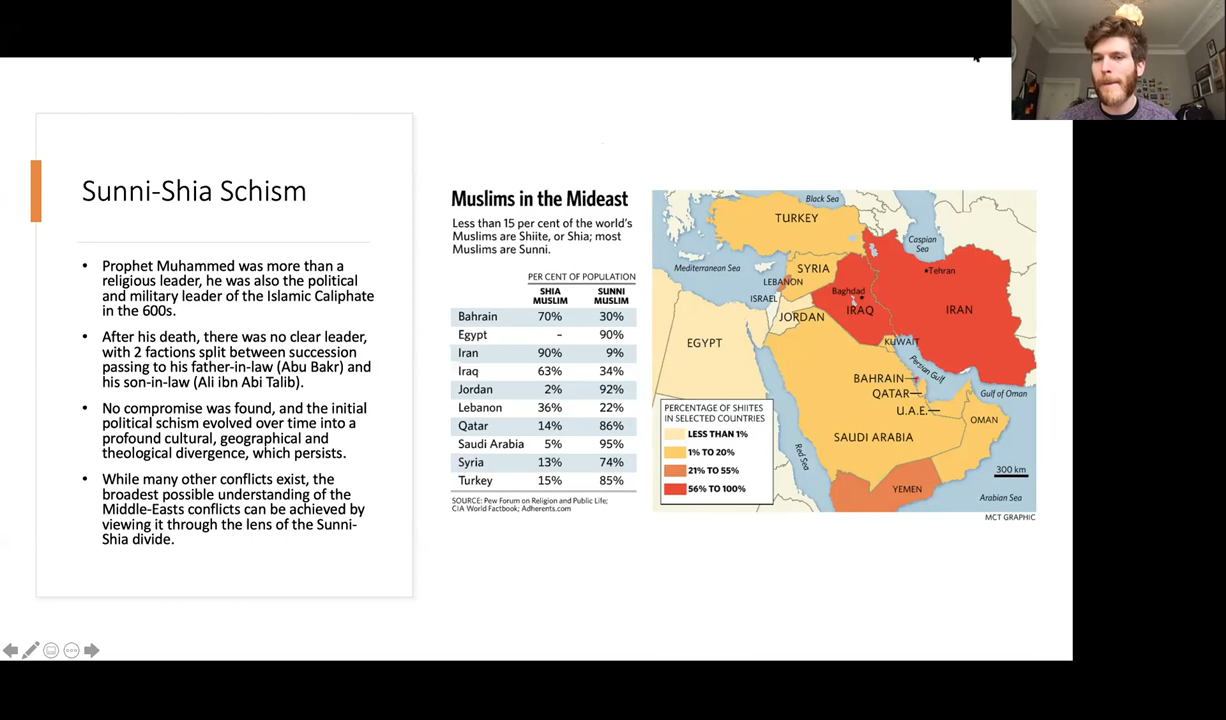 Sunni-Shia Schism
• Prophet Muhammed was more than a
religious leader, he was also the political
and military leader of the Islamic Caliphate
in the 600s.
• After his death, there was no clear leader,
with 2 factions split between succession
passing to his father-in-law (Abu Bakr) and
his son-in-law (Ali ibn Abi Talib).
• No compromise was found, and the initial
political schism evolved over time into a
profound cultural, geographical and
theological divergence, which persists.
• While many other conflicts exist, the
broadest possible understanding of the
Middle-Easts conflicts can be achieved by
viewing it through the lens of the Sunni-
Shia divide.
Muslims in the Mideast
Less than 15 per cent of the world's
Muslims are Shiite, or Shia; most
Muslims are Sunni.
PER CENT OF POPULATION
SHIA MUSLIM SUNNI MUSLIM
Bahrain 70% 30%
Egypt – 90%
Iran 90% 9%
Iraq 63% 34%
Jordan 2% 92%
Lebanon 36% 22%
Qatar 14% 86%
Saudi Arabia 5% 95%
Syria 13% 74%
Turkey 15% 85%
SOURCE: Pew Forum on Religion and Public Life;
CIA World Factbook; Adherents.com
Black Sea
TURKEY
Caspian
Sea
Mediterranean Sea
SYRIA
Tehran
LEBANON
Baghdad
ISRAEL
IRAQ
IRAN
JORDAN
EGYPT
KUWAIT
Persian Gulf
BAHRAIN
QATAR
Gulf of Oman
U.A.E.
OMAN
SAUDI ARABIA
Red Sea
300 km
YEMEN
Arabian Sea
PERCENTAGE OF SHIITES
IN SELECTED COUNTRIES
LESS THAN 1%
1% TO 20%
21% TO 55%
56% TO 100%
MCT GRAPHIC